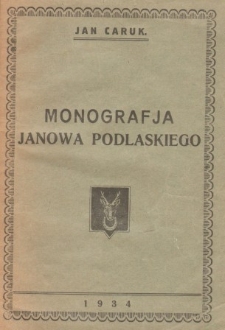 JAN CARUK.
MONOGRAFJA
JANOWA PODLASKIEGO
1934